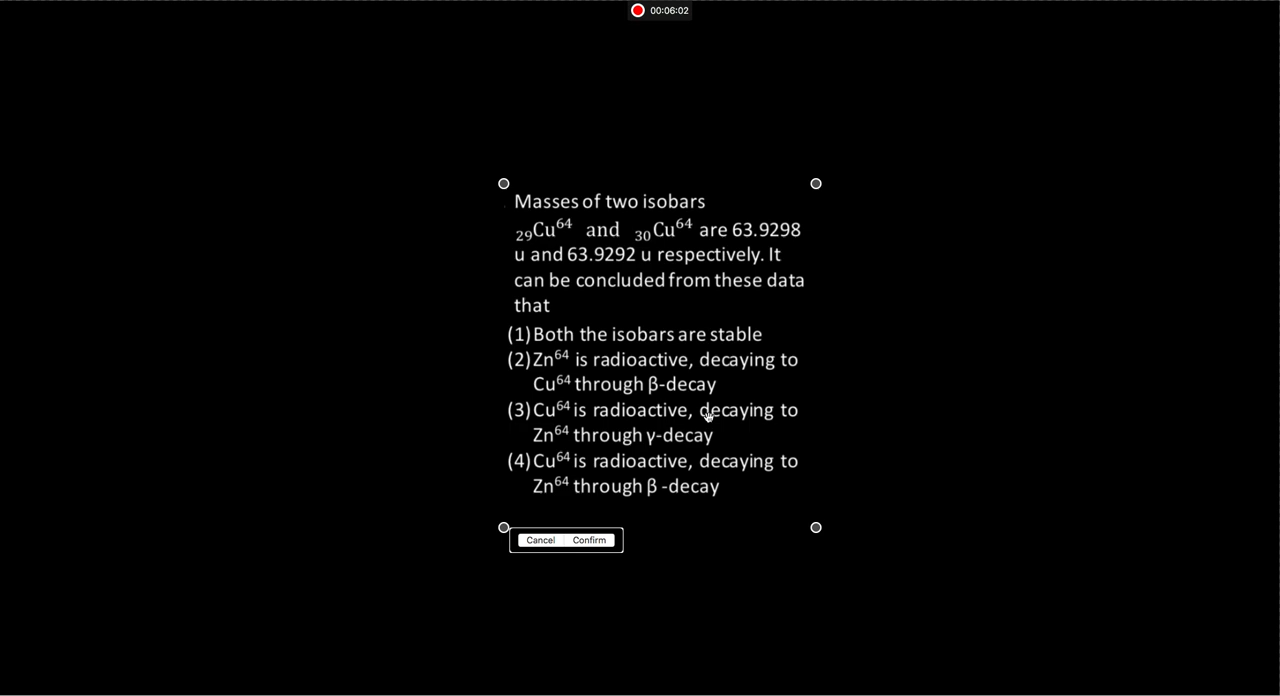 00:06:02
Masses of two isobars
₂₉Cu⁶⁴ and ₃₀Cu⁶⁴ are 63.9298
u and 63.9292 u respectively. It
can be concluded from these data
that
(1) Both the isobars are stable
(2) Zn⁶⁴ is radioactive, decaying to
Cu⁶⁴ through β-decay
(3) Cu⁶⁴ is radioactive, decaying to
Zn⁶⁴ through γ-decay
(4) Cu⁶⁴ is radioactive, decaying to
Zn⁶⁴ through β -decay
Cancel Confirm